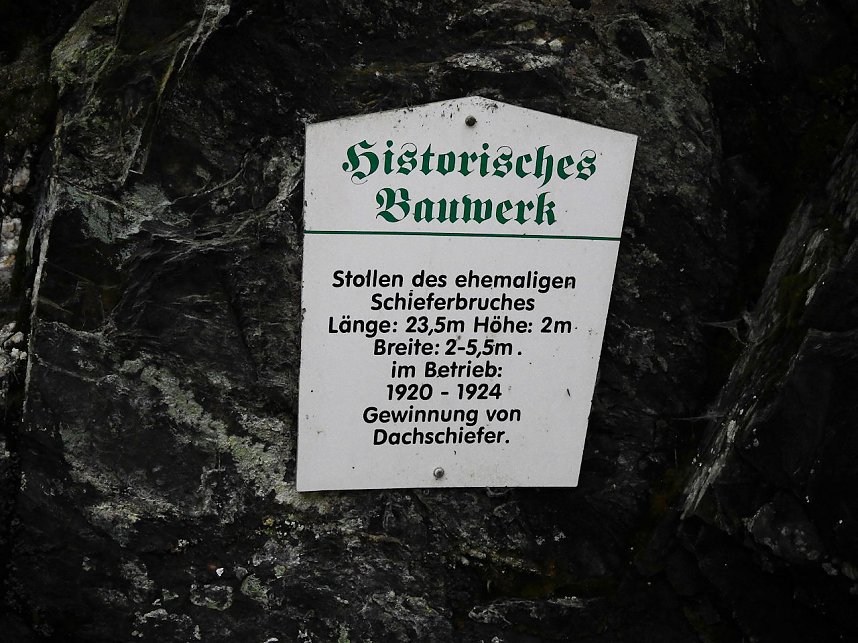 Historisches
Bauwerk
Stollen des ehemaligen
Schieferbruches
Länge: 23,5m Höhe: 2m
Breite: 2-5,5m.
im Betrieb:
1920 - 1924
Gewinnung von
Dachschiefer.